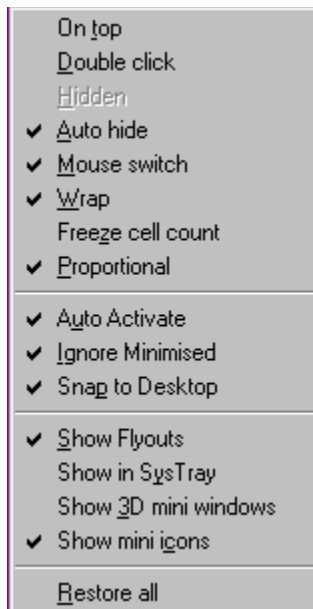 On top
Double click
Hidden
Auto hide
Mouse switch
Wrap
Freeze cell count
Proportional
Auto Activate
Ignore Minimised
Snap to Desktop
Show Flyouts
Show in SysTray
Show 3D mini windows
Show mini icons
Restore all